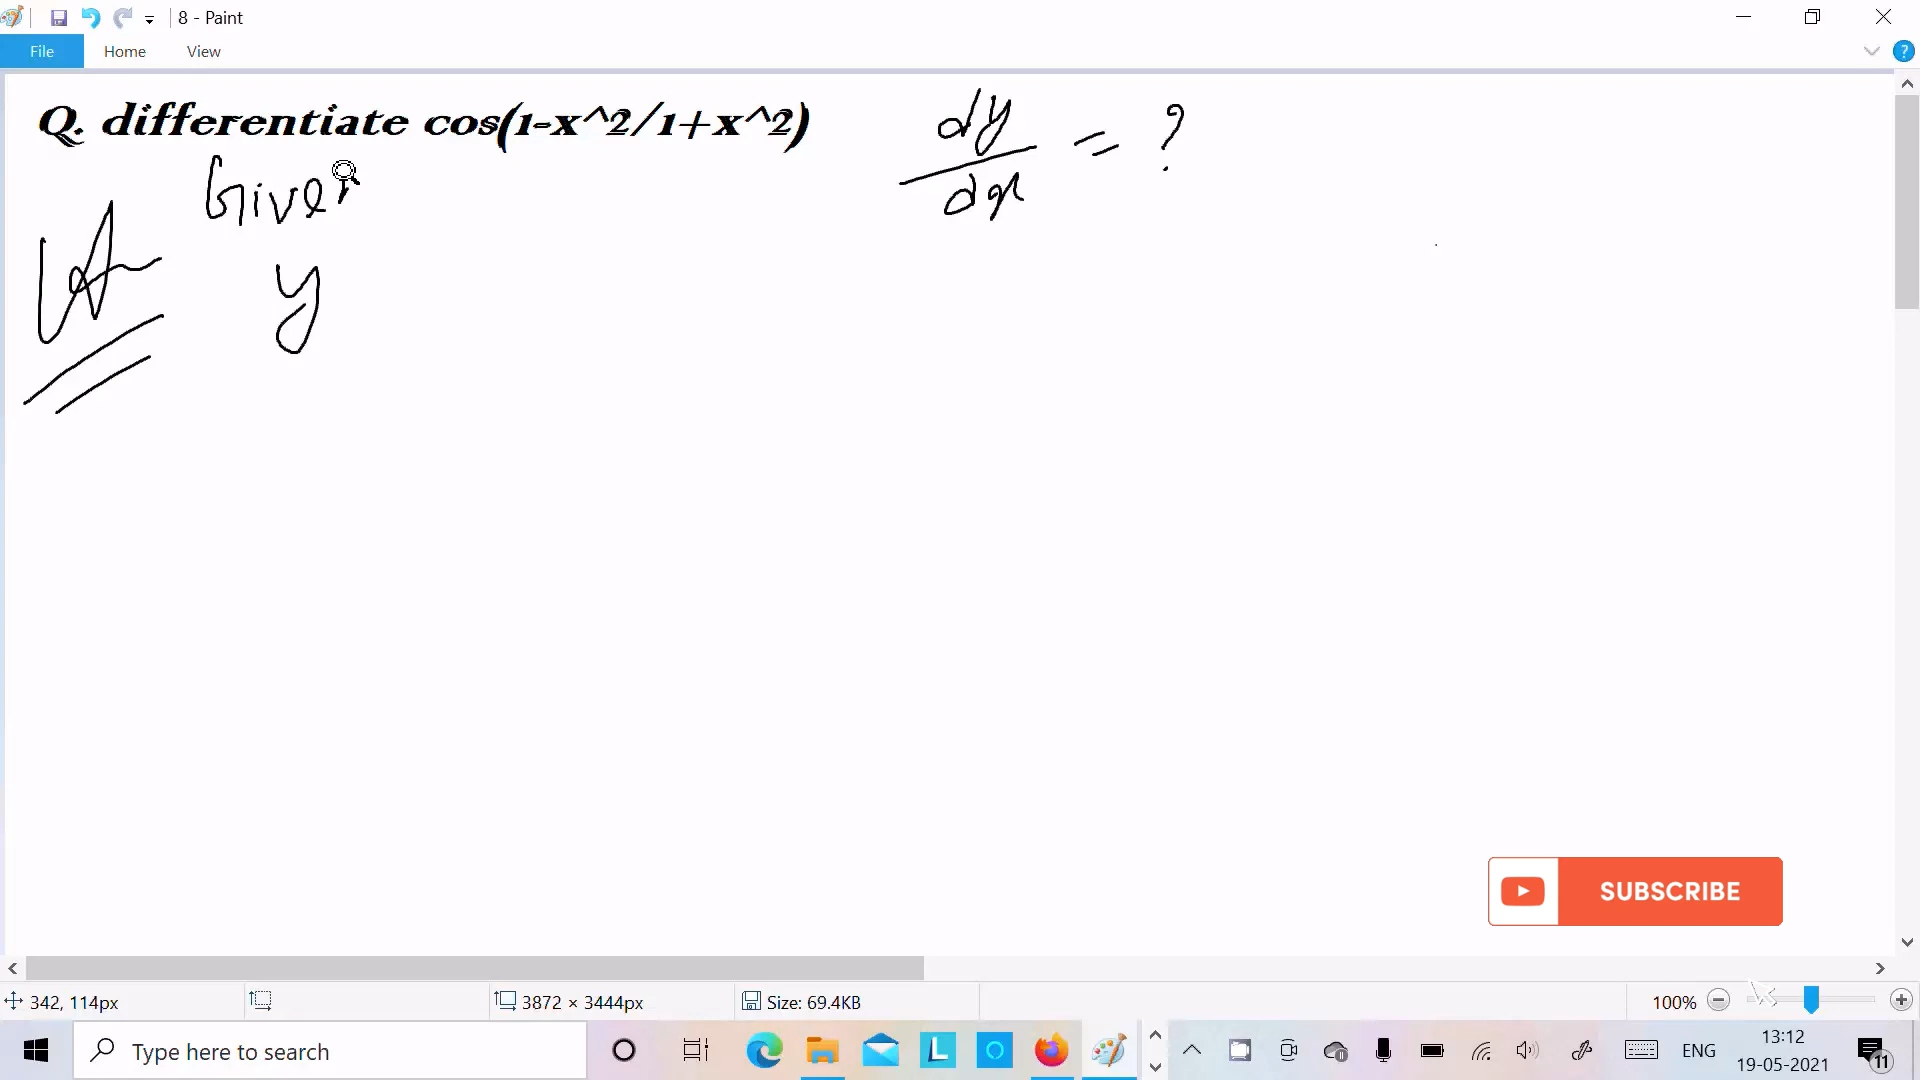 8 - Paint
File Home View
Q. differentiate cos(1-x^2/1+x^2)
dy
dx
= ?
Given
y
SUBSCRIBE
342, 114px
3872 × 3444px
Size: 69.4KB
100%
Type here to search
ENG
13:12
19-05-2021
11